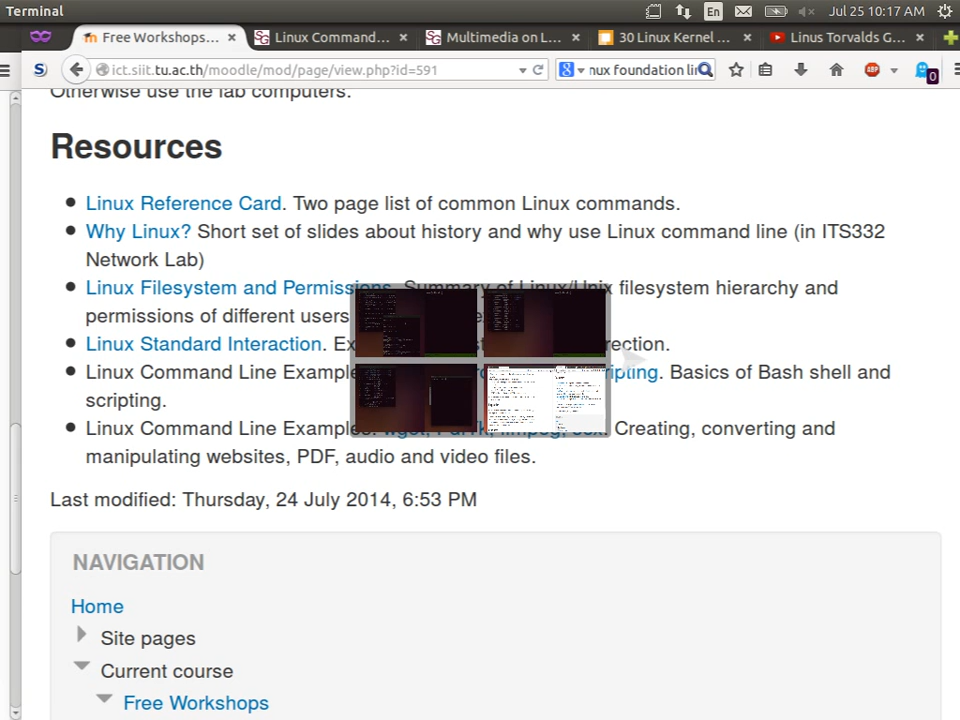 Terminal
En
Jul 25 10:17 AM
Free Workshops...
Linux Command...
Multimedia on L...
30 Linux Kernel ...
Linus Torvalds G...
ict.siit.tu.ac.th/moodle/mod/page/view.php?id=591
nux foundation lin
ABP
0
Otherwise use the lab computers.
Resources
Linux Reference Card. Two page list of common Linux commands.
Why Linux? Short set of slides about history and why use Linux command line (in ITS332
Network Lab)
Linux Filesystem and Permissions. Summary of Linux/Unix filesystem hierarchy and
permissions of different users
Linux Standard Interaction. Ex rection.
Linux Command Line Example ripting. Basics of Bash shell and
scripting.
Linux Command Line Examples: wget, Creating, converting and
manipulating websites, PDF, audio and video files.
Last modified: Thursday, 24 July 2014, 6:53 PM
NAVIGATION
Home
Site pages
Current course
Free Workshops